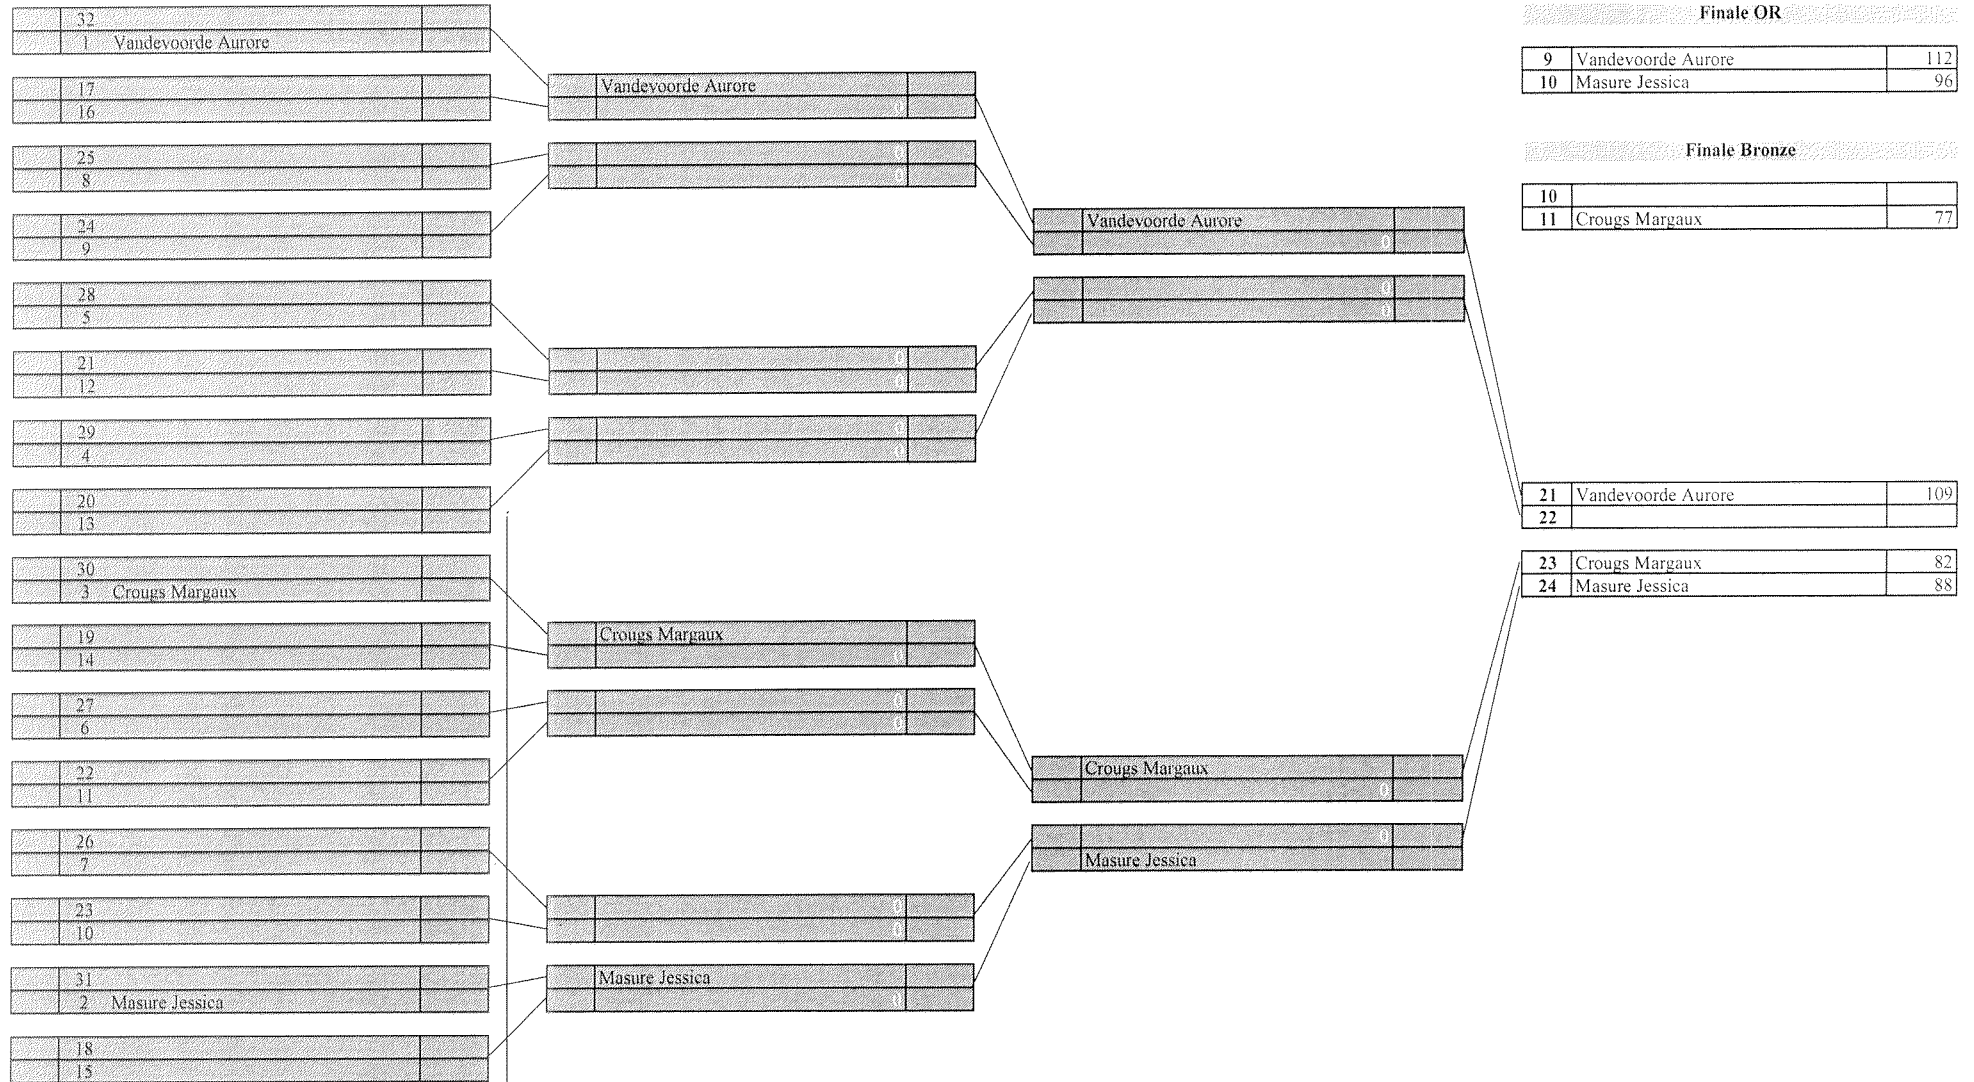 32
1 Vandevoorde Aurore
17
16
25
8
24
9
28
5
21
12
29
4
20
13
30
3 Crougs Margaux
19
14
27
6
22
11
26
7
23
10
31
2 Masure Jessica
18
15
Vandevoorde Aurore
0
0
0
0
0
0
0
Crougs Margaux
0
0
0
0
0
Masure Jessica
0
Vandevoorde Aurore
0
0
0
Crougs Margaux
0
0
Masure Jessica
Finale OR
9 Vandevoorde Aurore 112
10 Masure Jessica 96
Finale Bronze
10
11 Crougs Margaux 77
21 Vandevoorde Aurore 109
22
23 Crougs Margaux 82
24 Masure Jessica 88